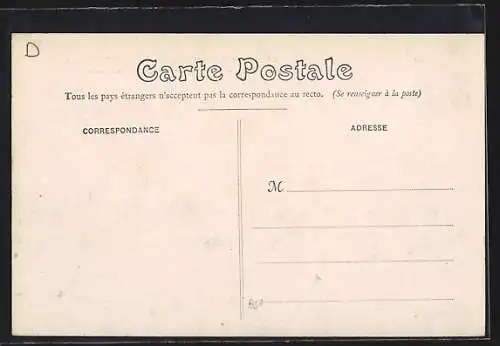 D
Carte Postale
Tous les pays étrangers n'acceptent pas la correspondance au recto. (Se renseigner à la poste)
CORRESPONDANCE
ADRESSE
M